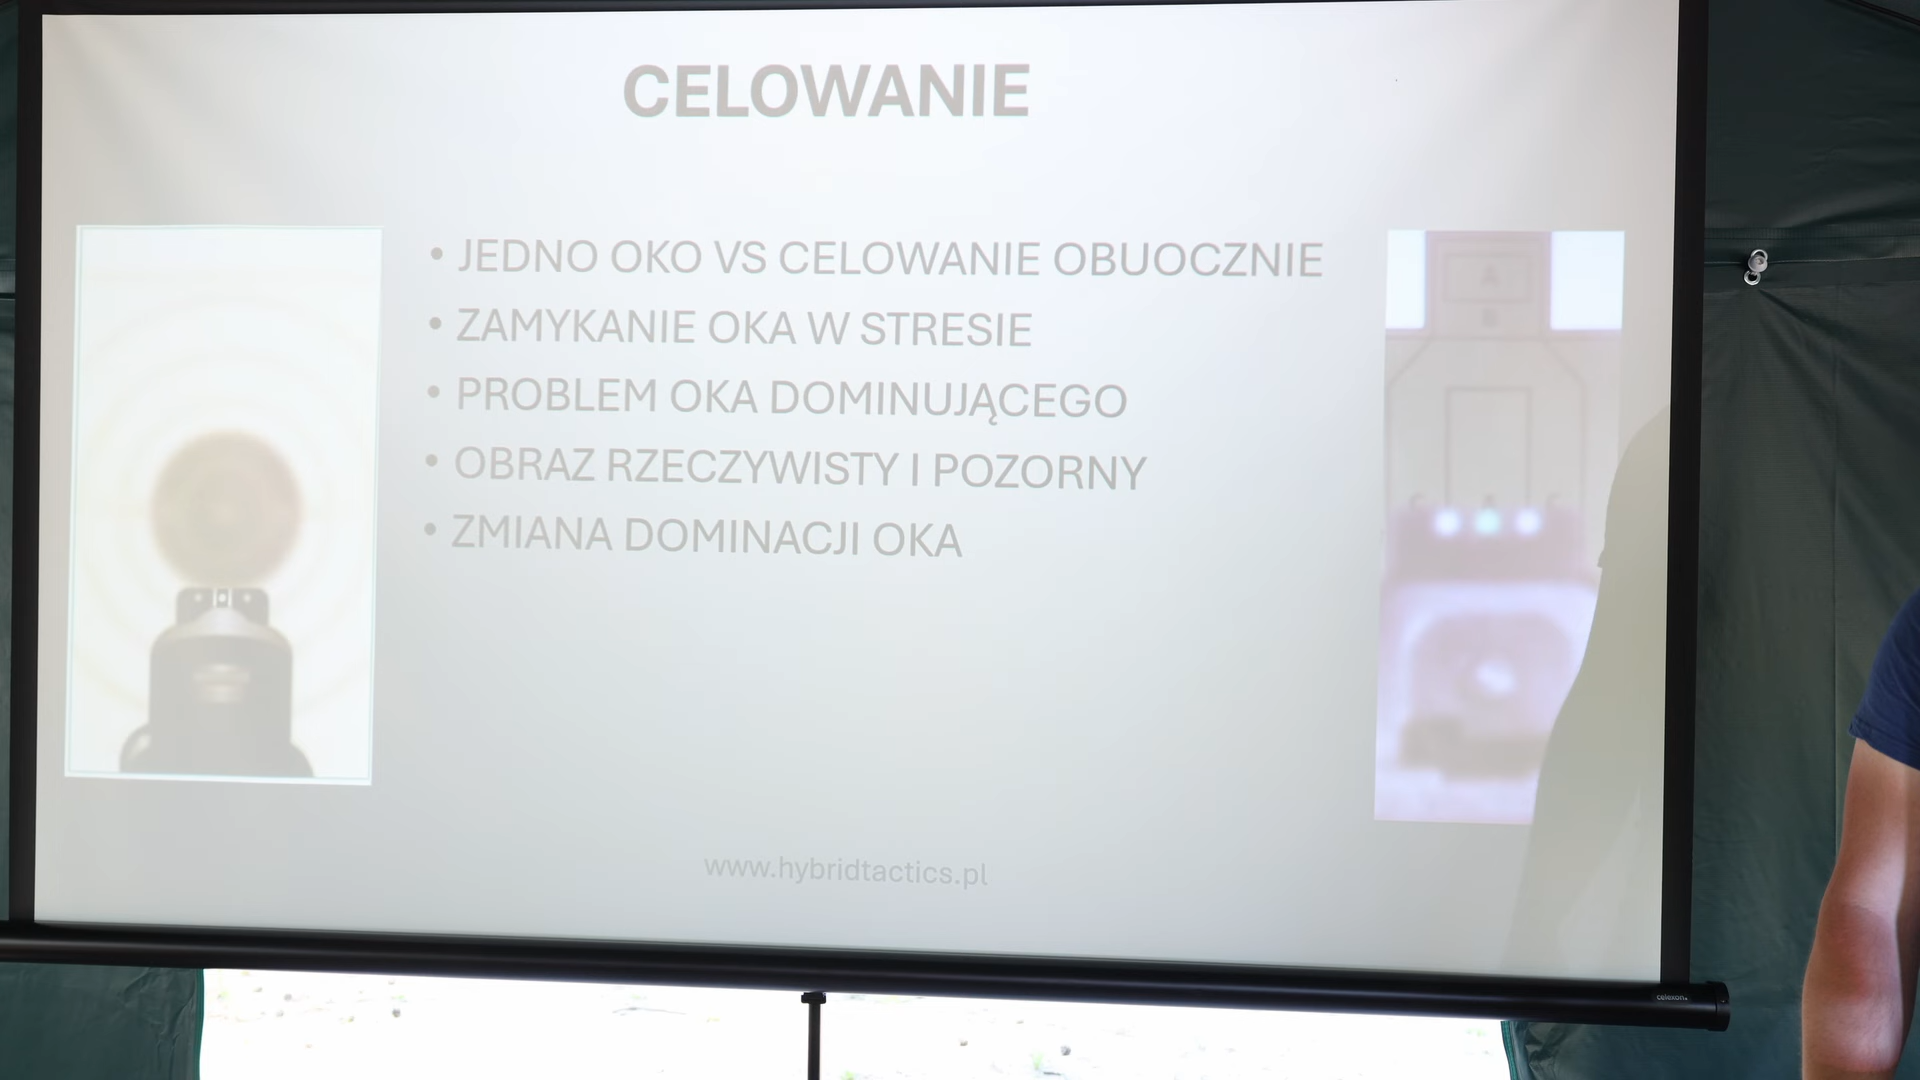 CELOWANIE
• JEDNO OKO VS CELOWANIE OBUOCZNIE
• ZAMYKANIE OKA W STRESIE
• PROBLEM OKA DOMINUJĄCEGO
• OBRAZ RZECZYWISTY I POZORNY
• ZMIANA DOMINACJI OKA
www.hybridtactics.pl
celexon